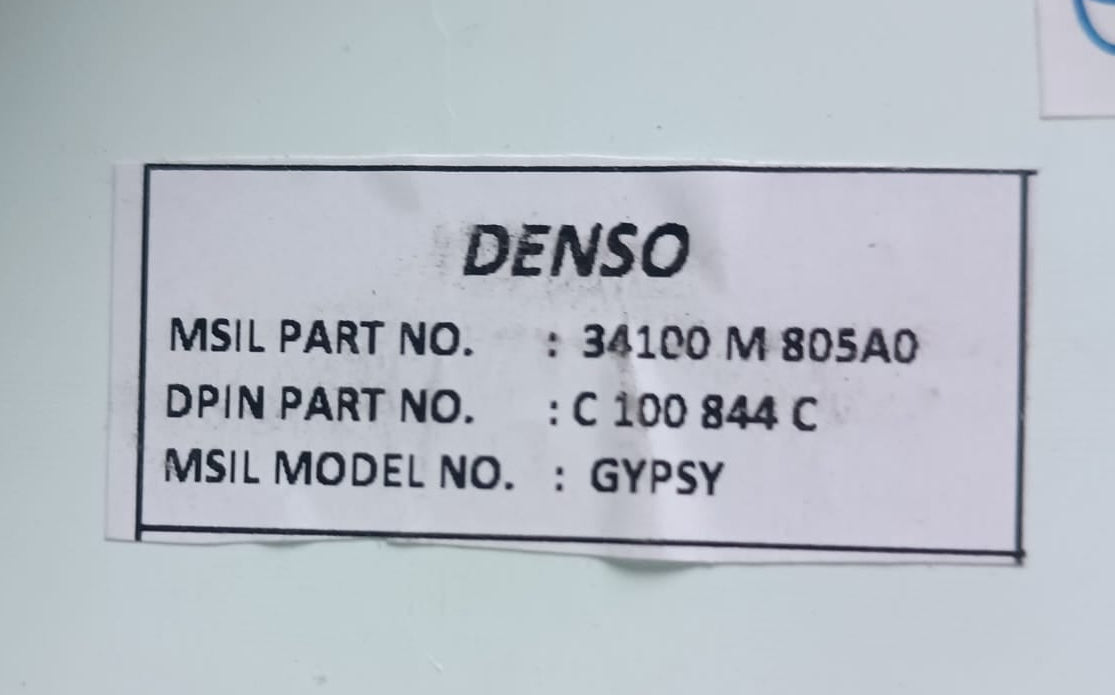 DENSO
MSIL PART NO. : 34100 M 805A0
DPIN PART NO. : C 100 844 C
MSIL MODEL NO. : GYPSY